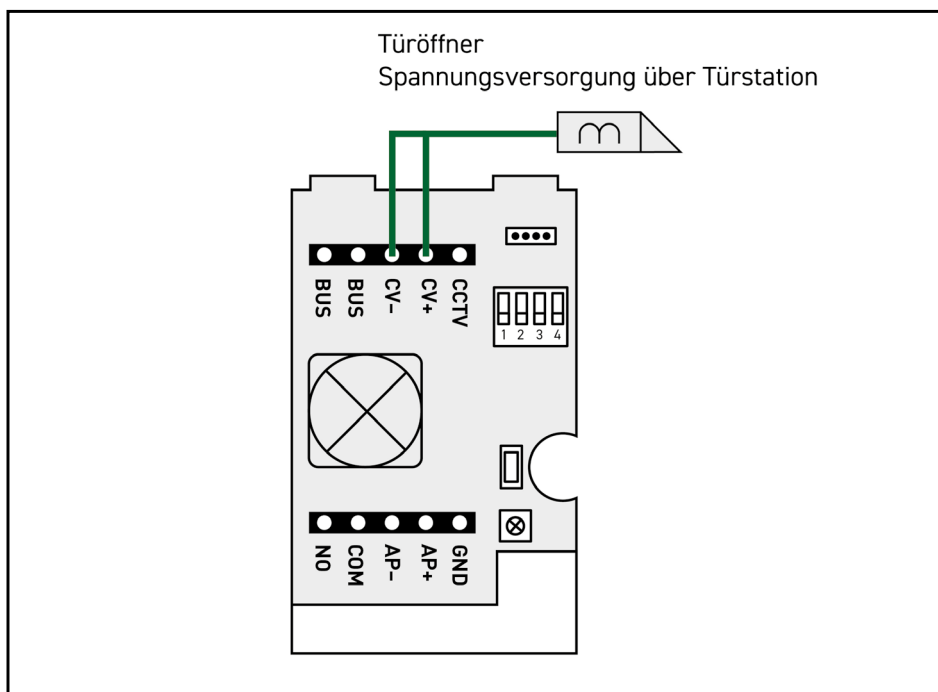 Türöffner
Spannungsversorgung über Türstation
BUS
BUS
CV-
CV+
CCTV
1 2 3 4
NO
COM
AP-
AP+
GND